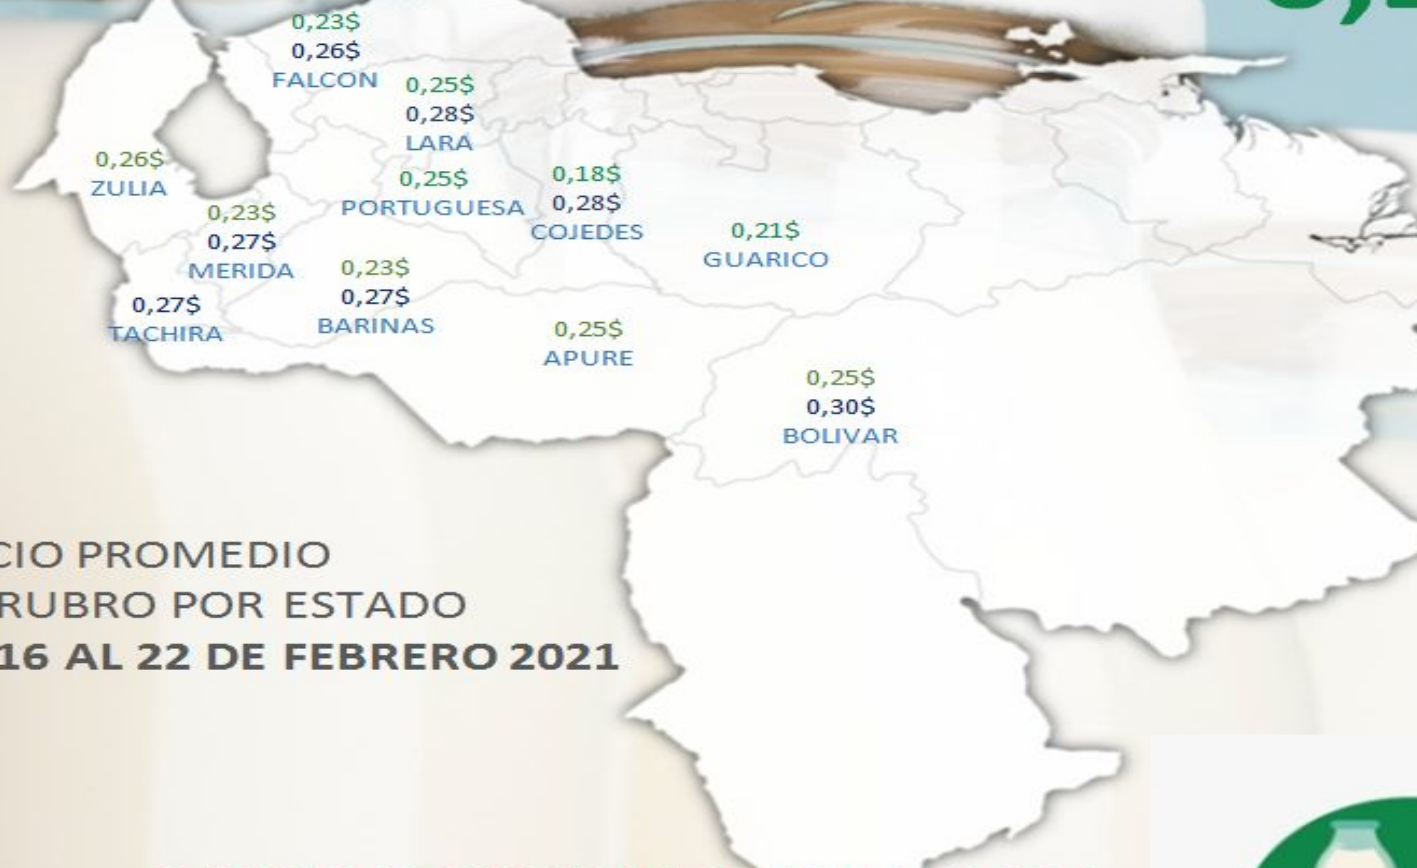 0,23$
0,26$
FALCON
0,25$
0,28$
LARA
0,26$
ZULIA
0,25$
PORTUGUESA
0,18$
0,28$
COJEDES
0,23$
0,27$
MERIDA
0,21$
GUARICO
0,23$
0,27$
BARINAS
0,27$
TACHIRA
0,25$
APURE
0,25$
0,30$
BOLIVAR
CIO PROMEDIO
RUBRO POR ESTADO
16 AL 22 DE FEBRERO 2021